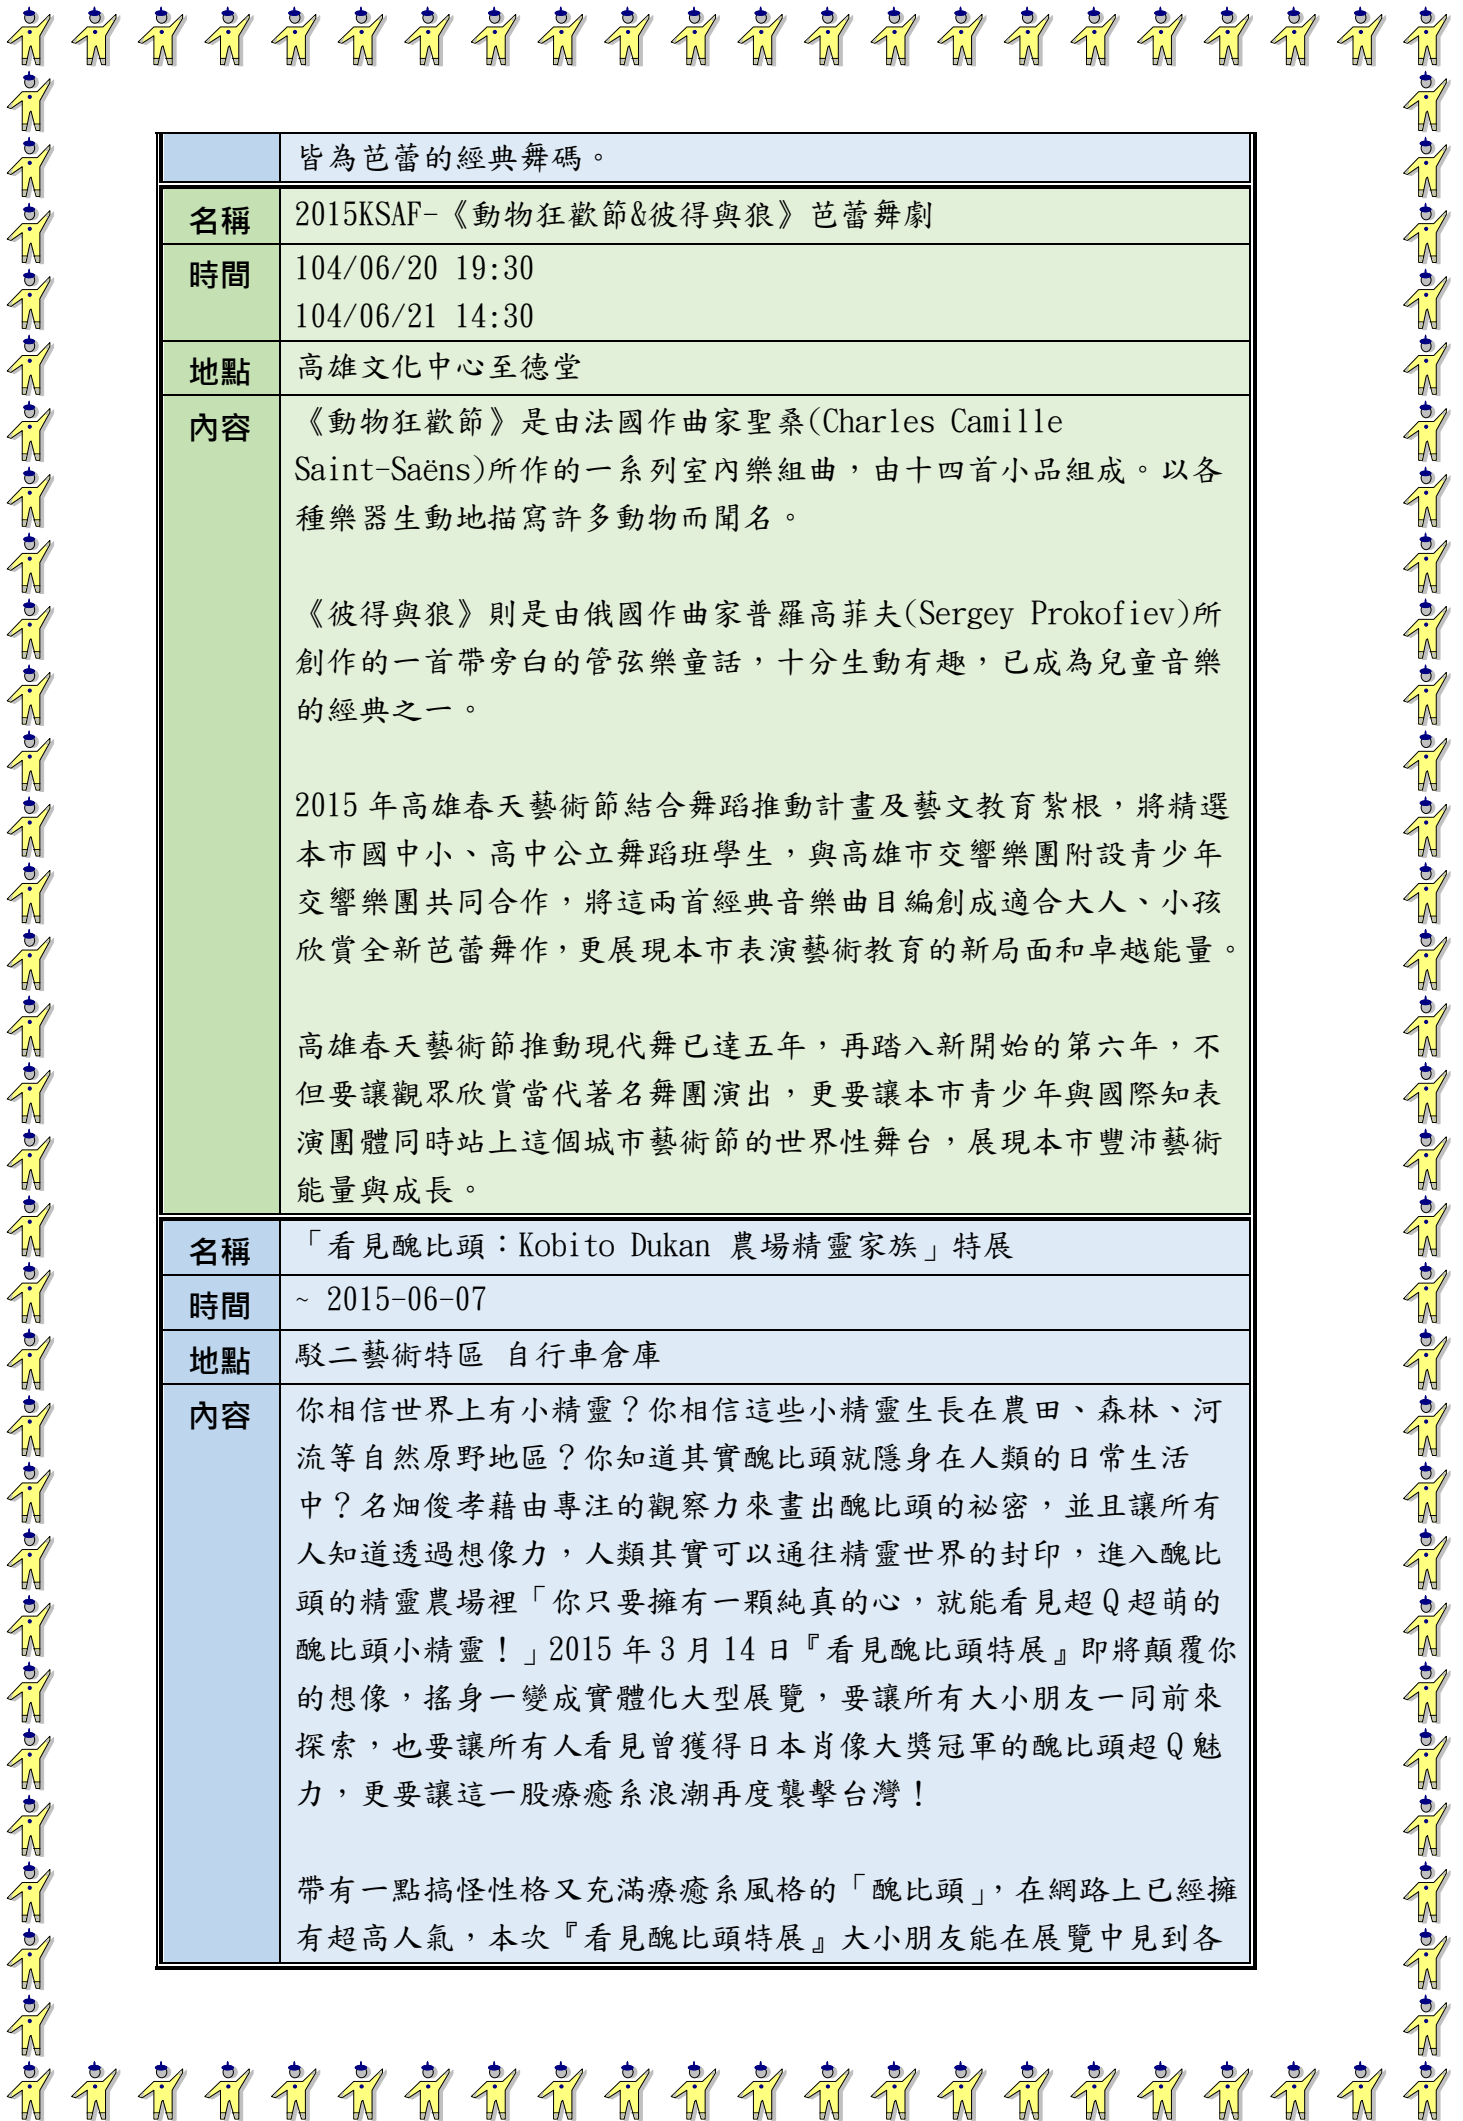 皆為芭蕾的經典舞碼。
名稱 2015KSAF-《動物狂歡節&彼得與狼》芭蕾舞劇
時間 104/06/20 19:30
104/06/21 14:30
地點 高雄文化中心至德堂
內容 《動物狂歡節》是由法國作曲家聖桑(Charles Camille
Saint-Saëns)所作的一系列室內樂組曲，由十四首小品組成。以各
種樂器生動地描寫許多動物而聞名。
《彼得與狼》則是由俄國作曲家普羅高菲夫(Sergey Prokofiev)所
創作的一首帶旁白的管弦樂童話，十分生動有趣，已成為兒童音樂
的經典之一。
2015 年高雄春天藝術節結合舞蹈推動計畫及藝文教育紮根，將精選
本市國中小、高中公立舞蹈班學生，與高雄市交響樂團附設青少年
交響樂團共同合作，將這兩首經典音樂曲目編創成適合大人、小孩
欣賞全新芭蕾舞作，更展現本市表演藝術教育的新局面和卓越能量。
高雄春天藝術節推動現代舞已達五年，再踏入新開始的第六年，不
但要讓觀眾欣賞當代著名舞團演出，更要讓本市青少年與國際知表
演團體同時站上這個城市藝術節的世界性舞台，展現本市豐沛藝術
能量與成長。
名稱 「看見醜比頭：Kobito Dukan 農場精靈家族」特展
時間 ~ 2015-06-07
地點 駁二藝術特區 自行車倉庫
內容 你相信世界上有小精靈？你相信這些小精靈生長在農田、森林、河
流等自然原野地區？你知道其實醜比頭就隱身在人類的日常生活
中？名畑俊孝藉由專注的觀察力來畫出醜比頭的祕密，並且讓所有
人知道透過想像力，人類其實可以通往精靈世界的封印，進入醜比
頭的精靈農場裡「你只要擁有一顆純真的心，就能看見超Q超萌的
醜比頭小精靈！」2015 年 3 月 14 日『看見醜比頭特展』即將顛覆你
的想像，搖身一變成實體化大型展覽，要讓所有大小朋友一同前來
探索，也要讓所有人看見曾獲得日本肖像大獎冠軍的醜比頭超Q魅
力，更要讓這一股療癒系浪潮再度襲擊台灣！
帶有一點搞怪性格又充滿療癒系風格的「醜比頭」，在網路上已經擁
有超高人氣，本次『看見醜比頭特展』大小朋友能在展覽中見到各